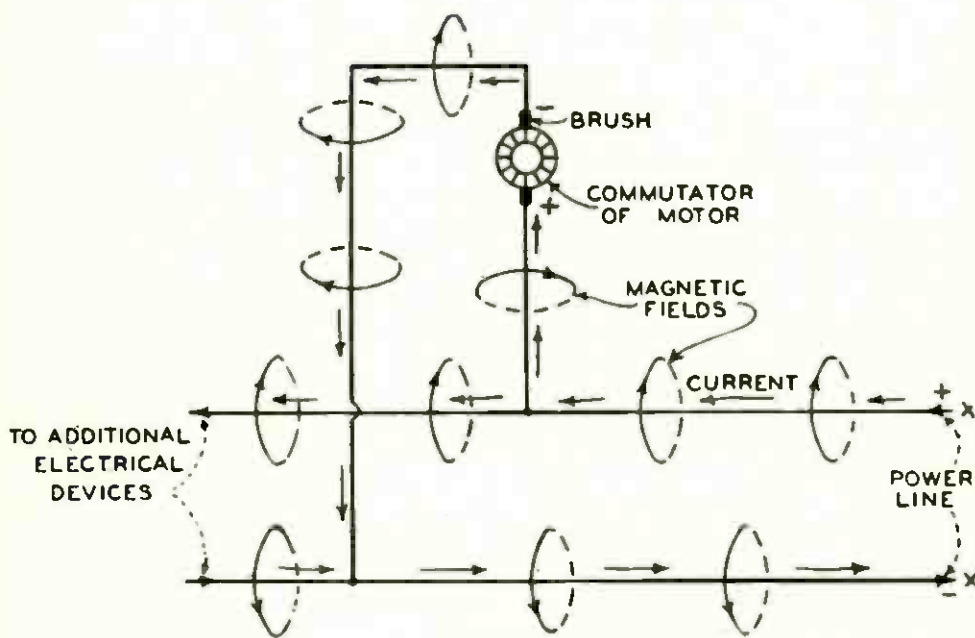 −
BRUSH
COMMUTATOR
OF MOTOR
+
MAGNETIC
FIELDS
CURRENT
+
X
TO ADDITIONAL
ELECTRICAL
DEVICES
POWER
LINE
X
−